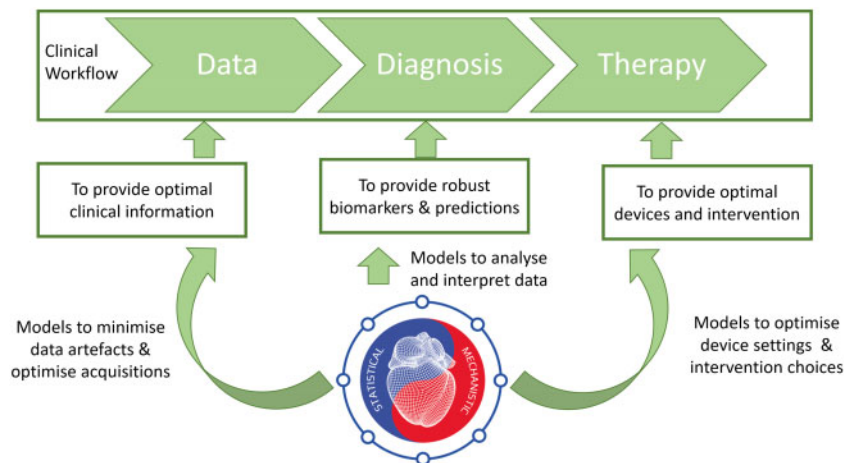 Clinical
Workflow
Data
Diagnosis
Therapy
To provide optimal
clinical information
To provide robust
biomarkers & predictions
To provide optimal
devices and intervention
Models to analyse
and interpret data
Models to minimise
data artefacts &
optimise acquisitions
STATISTICAL
MECHANISTIC
Models to optimise
device settings &
intervention choices